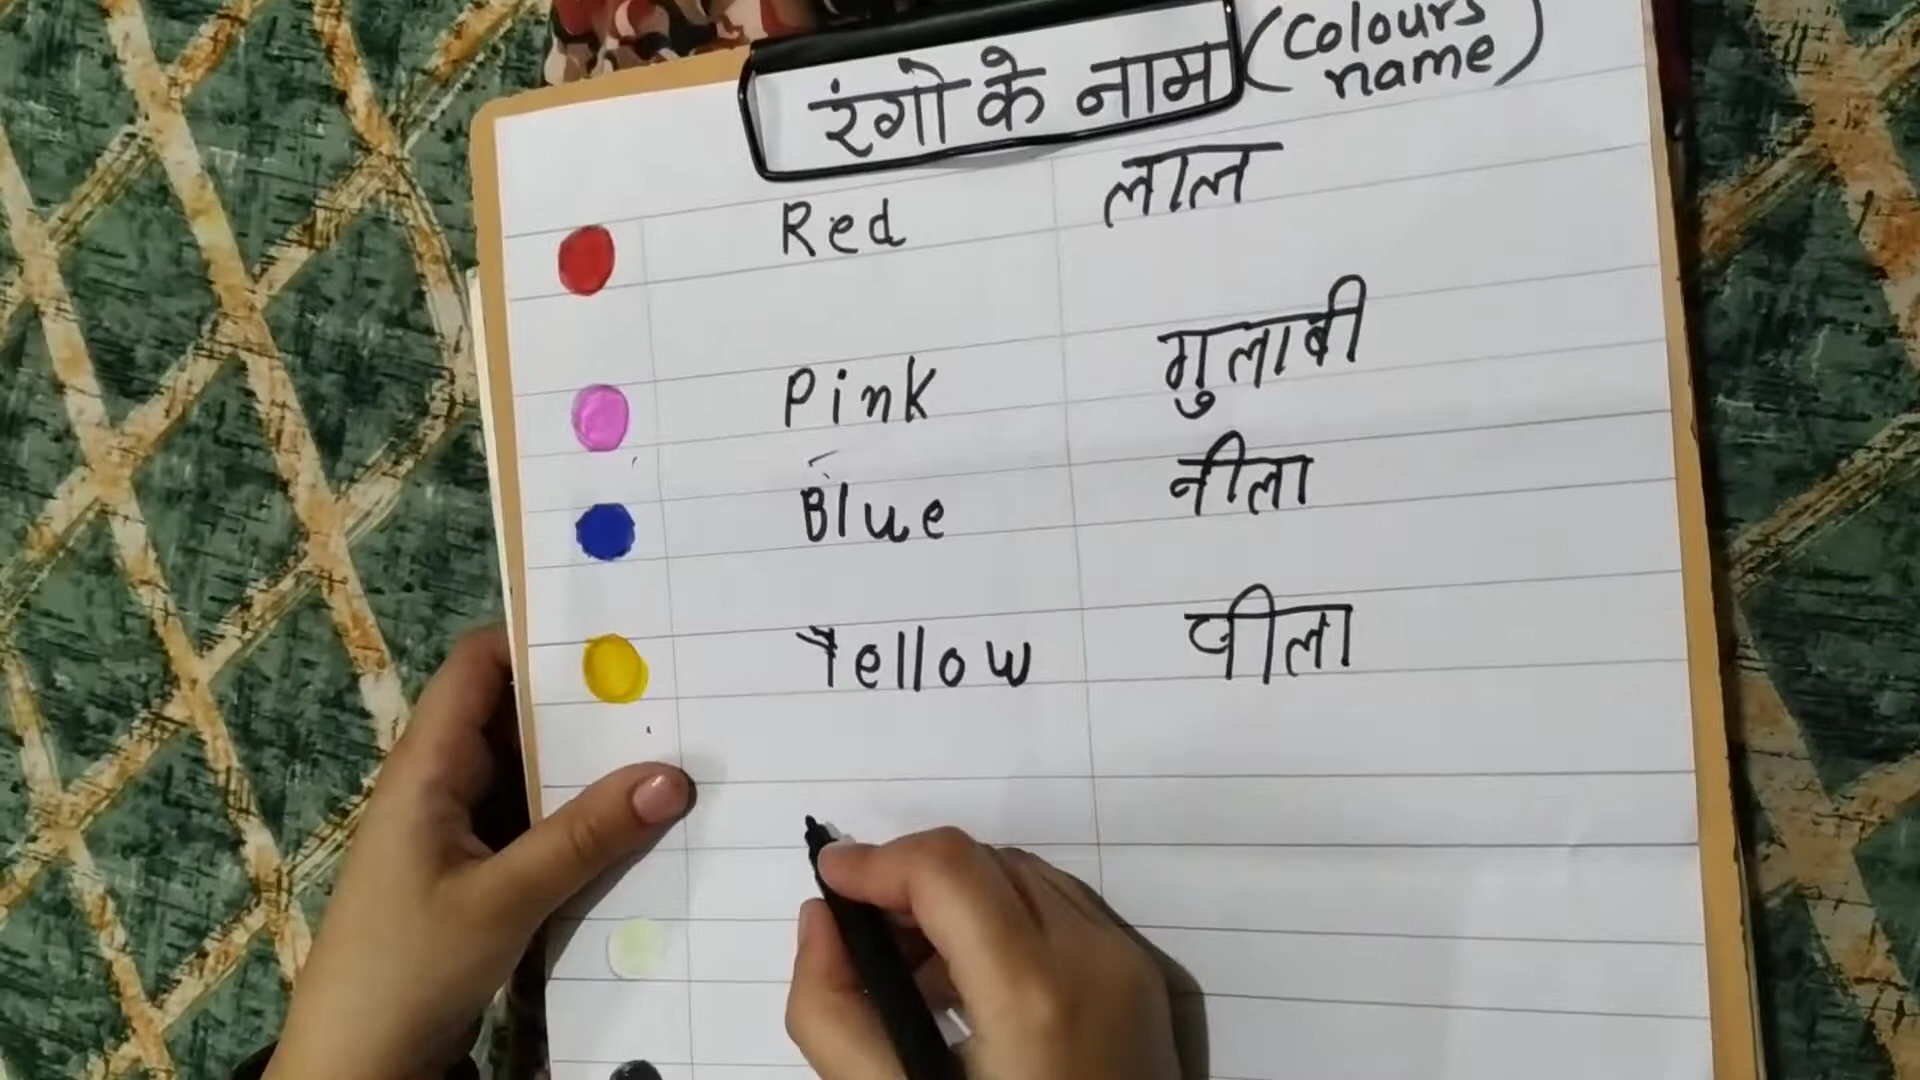 रंगो के नाम (Colours name)
Red लाल
Pink गुलाबी
Blue नीला
Yellow पीला